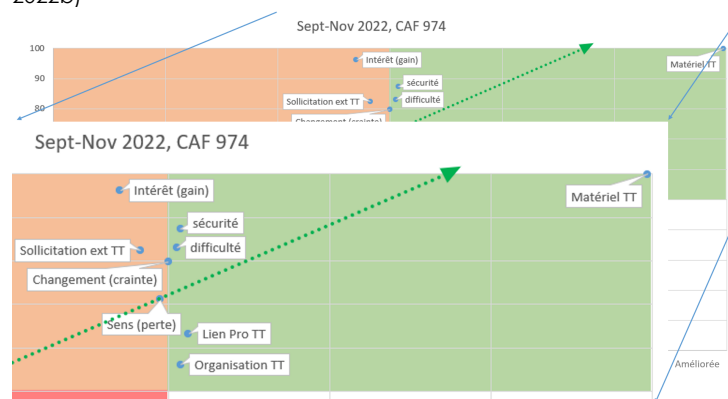 2022b)
Sept-Nov 2022, CAF 974
100
Intérêt (gain)
Matériel TT
90
sécurité
Sollicitation ext TT
difficulté
80
Changement (crainte)
Sept-Nov 2022, CAF 974
Intérêt (gain)
Matériel TT
sécurité
Sollicitation ext TT
difficulté
Changement (crainte)
Sens (perte)
Lien Pro TT
Organisation TT
Améliorée